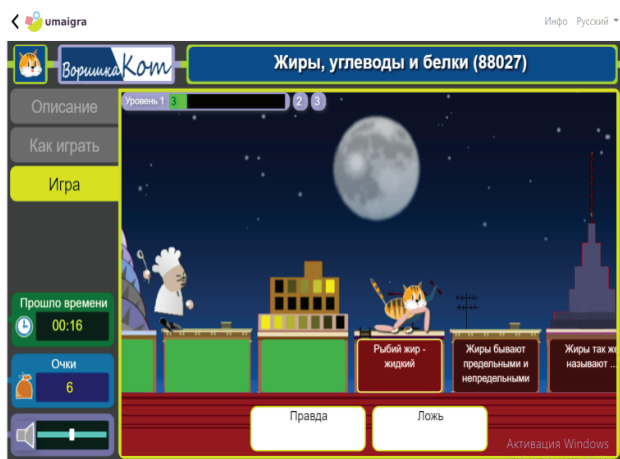 umaigra
Инфо Русский
Воришка Кот
Жиры, углеводы и белки (88027)
Описание
Как играть
Игра
Уровень 1 3 2 3
Прошло времени
00:16
Очки
6
Рыбий жир -
жидкий
Жиры бывают
предельными и
непредельными
Жиры так же
называют ...
Правда
Ложь
Активация Windows